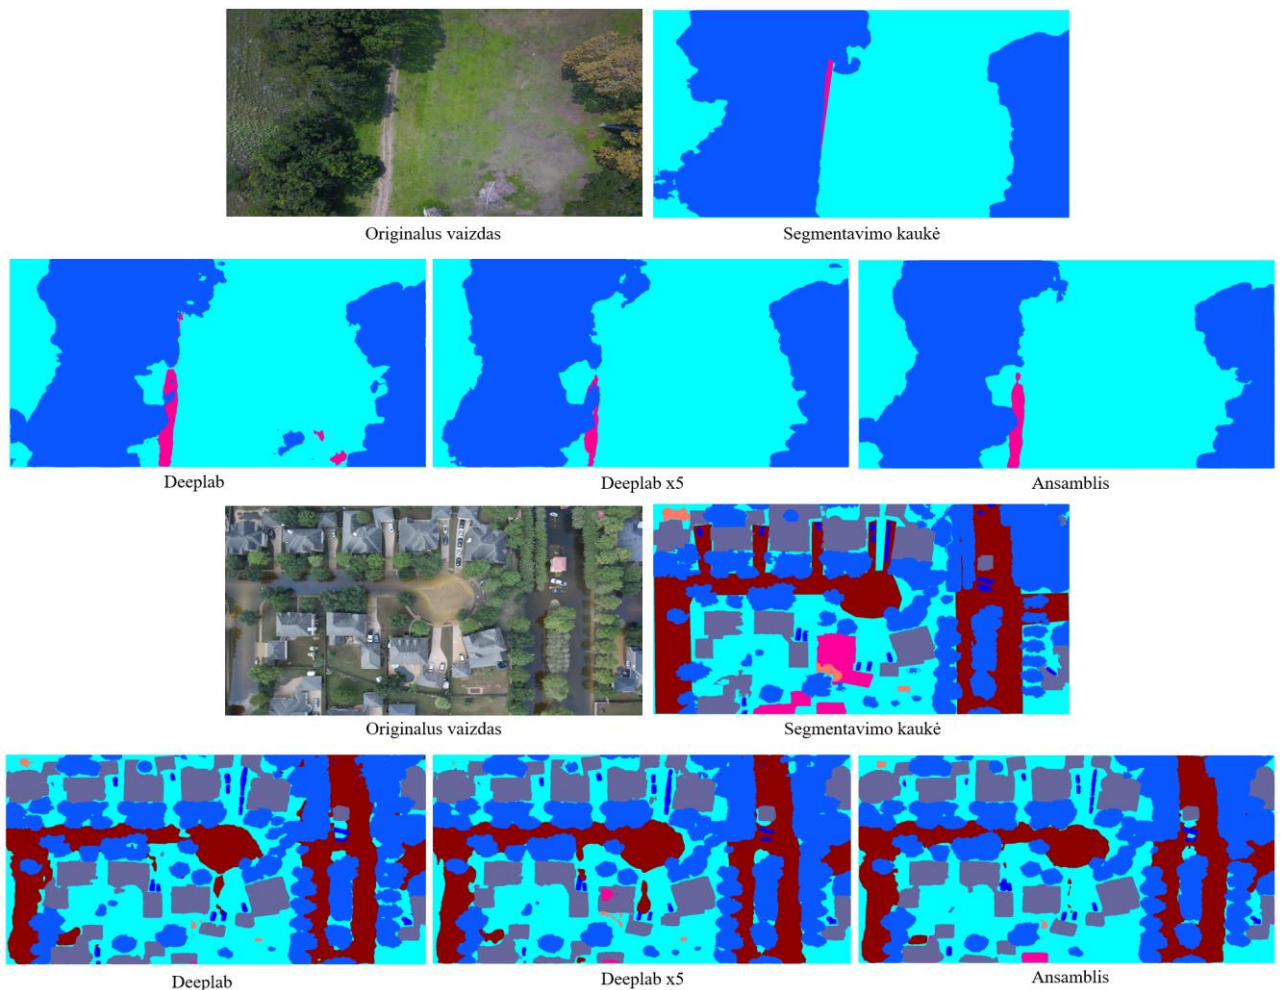 Originalus vaizdas
Segmentavimo kaukė
Deeplab
Deeplab x5
Ansamblis
Originalus vaizdas
Segmentavimo kaukė
Deeplab
Deeplab x5
Ansamblis